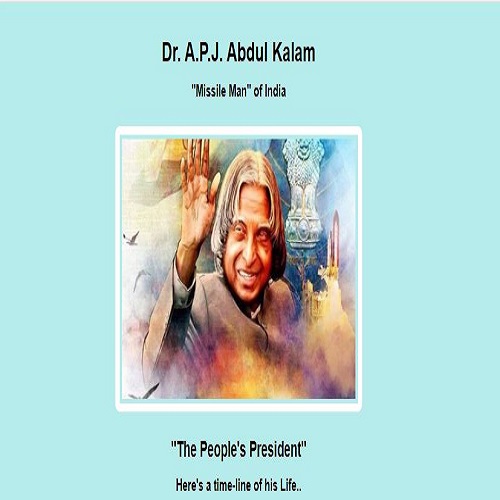 Dr. A.P.J. Abdul Kalam
"Missile Man" of India
"The People's President"
Here's a time-line of his Life..